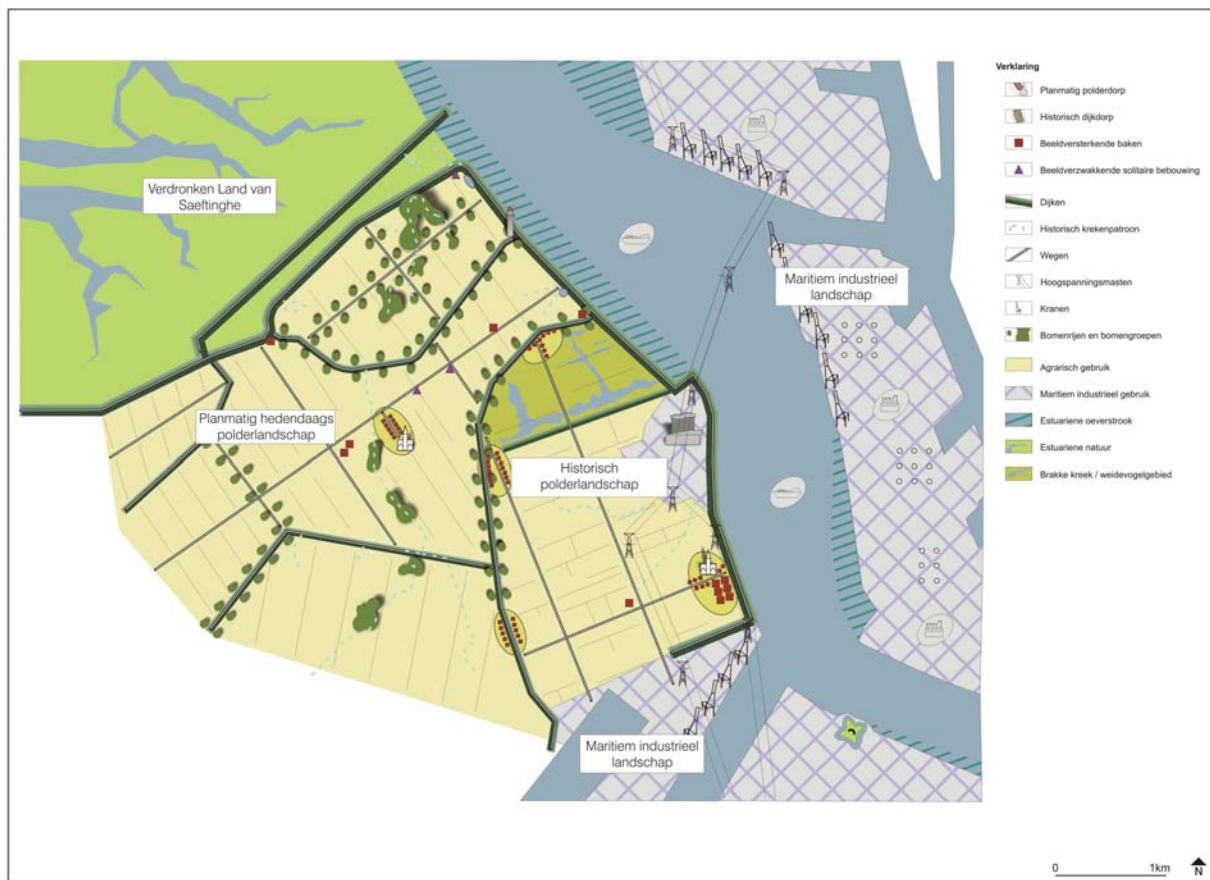 Verklaring
Planmatig polderdorp
Historisch dijkdorp
Beeldversterkende baken
Beeldverzwakkende solitaire bebouwing
Dijken
Historisch krekenpatroon
Wegen
Hoogspanningsmasten
Kranen
Bomenrijen en bomengroepen
Agrarisch gebruik
Maritiem industrieel gebruik
Estuariene oeverstrook
Estuariene natuur
Brakke kreek / weidevogelgebied
Verdronken Land van
Saeftinghe
Maritiem industrieel
landschap
Planmatig hedendaags
polderlandschap
Historisch
polderlandschap
Maritiem industrieel
landschap
0 1km
N